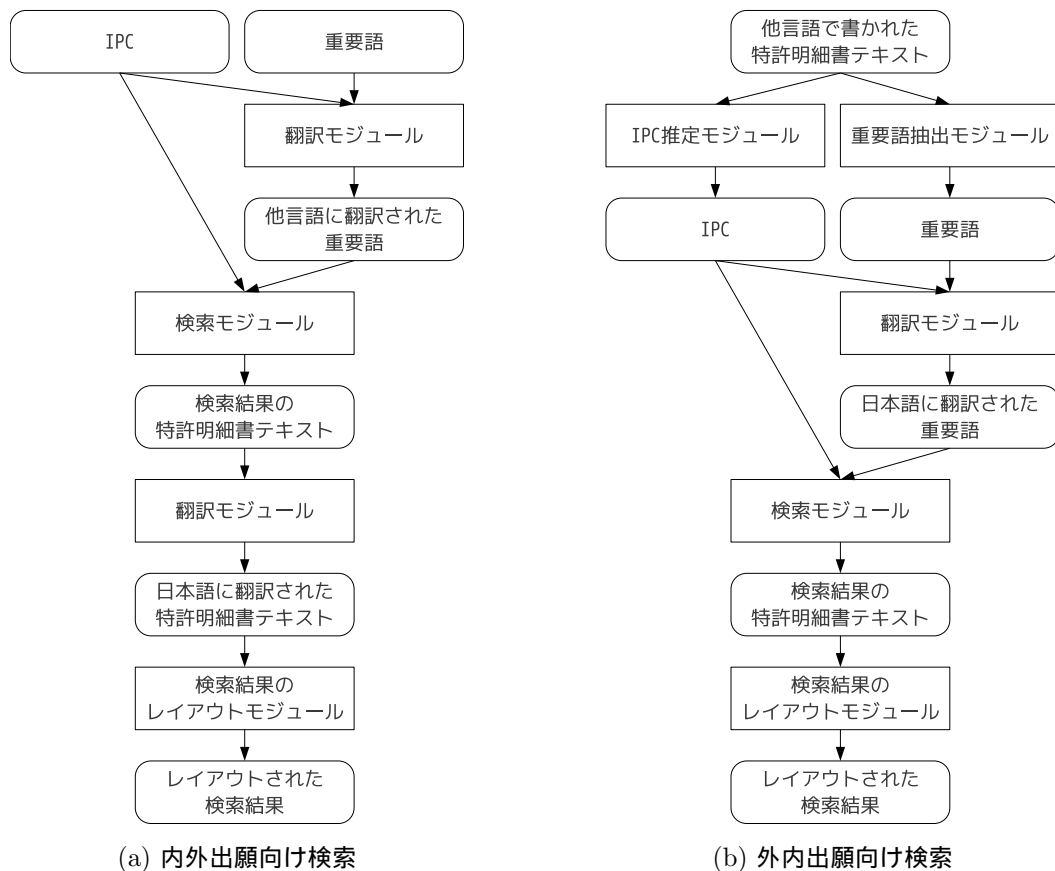 IPC
重要語
翻訳モジュール
他言語に翻訳された
重要語
検索モジュール
検索結果の
特許明細書テキスト
翻訳モジュール
日本語に翻訳された
特許明細書テキスト
検索結果の
レイアウトモジュール
レイアウトされた
検索結果
(a) 内外出願向け検索
他言語で書かれた
特許明細書テキスト
IPC推定モジュール
重要語抽出モジュール
IPC
重要語
翻訳モジュール
日本語に翻訳された
重要語
検索モジュール
検索結果の
特許明細書テキスト
検索結果の
レイアウトモジュール
レイアウトされた
検索結果
(b) 外内出願向け検索